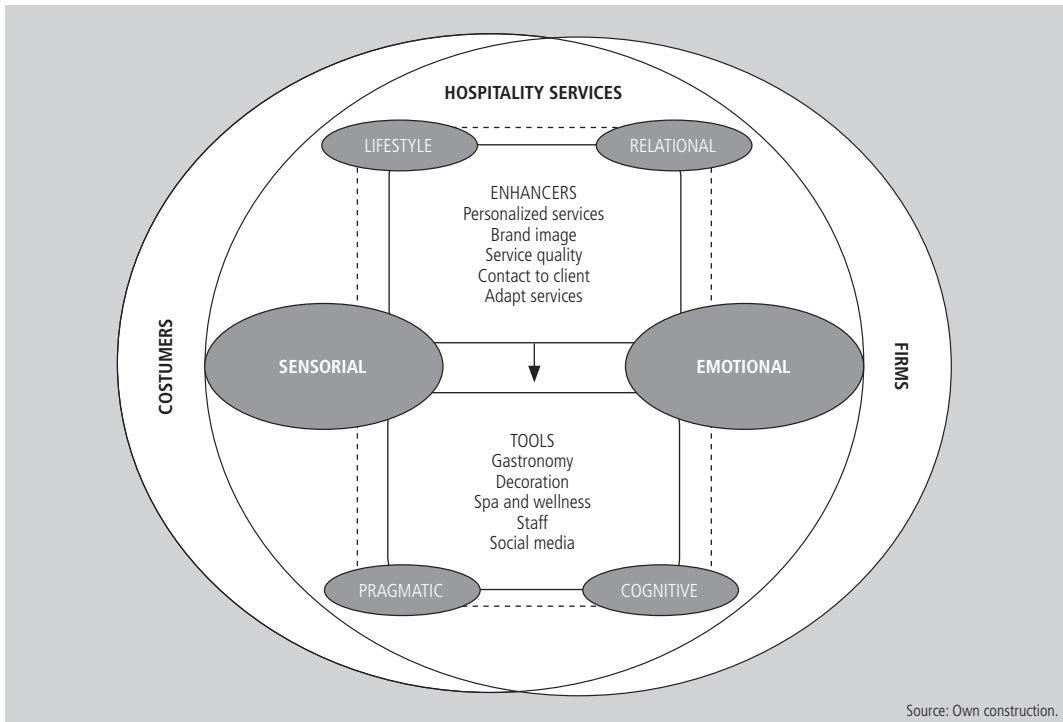 HOSPITALITY SERVICES
LIFESTYLE
RELATIONAL
ENHANCERS
Personalized services
Brand image
Service quality
Contact to client
Adapt services
COSTUMERS
SENSORIAL
EMOTIONAL
FIRMS
TOOLS
Gastronomy
Decoration
Spa and wellness
Staff
Social media
PRAGMATIC
COGNITIVE
Source: Own construction.